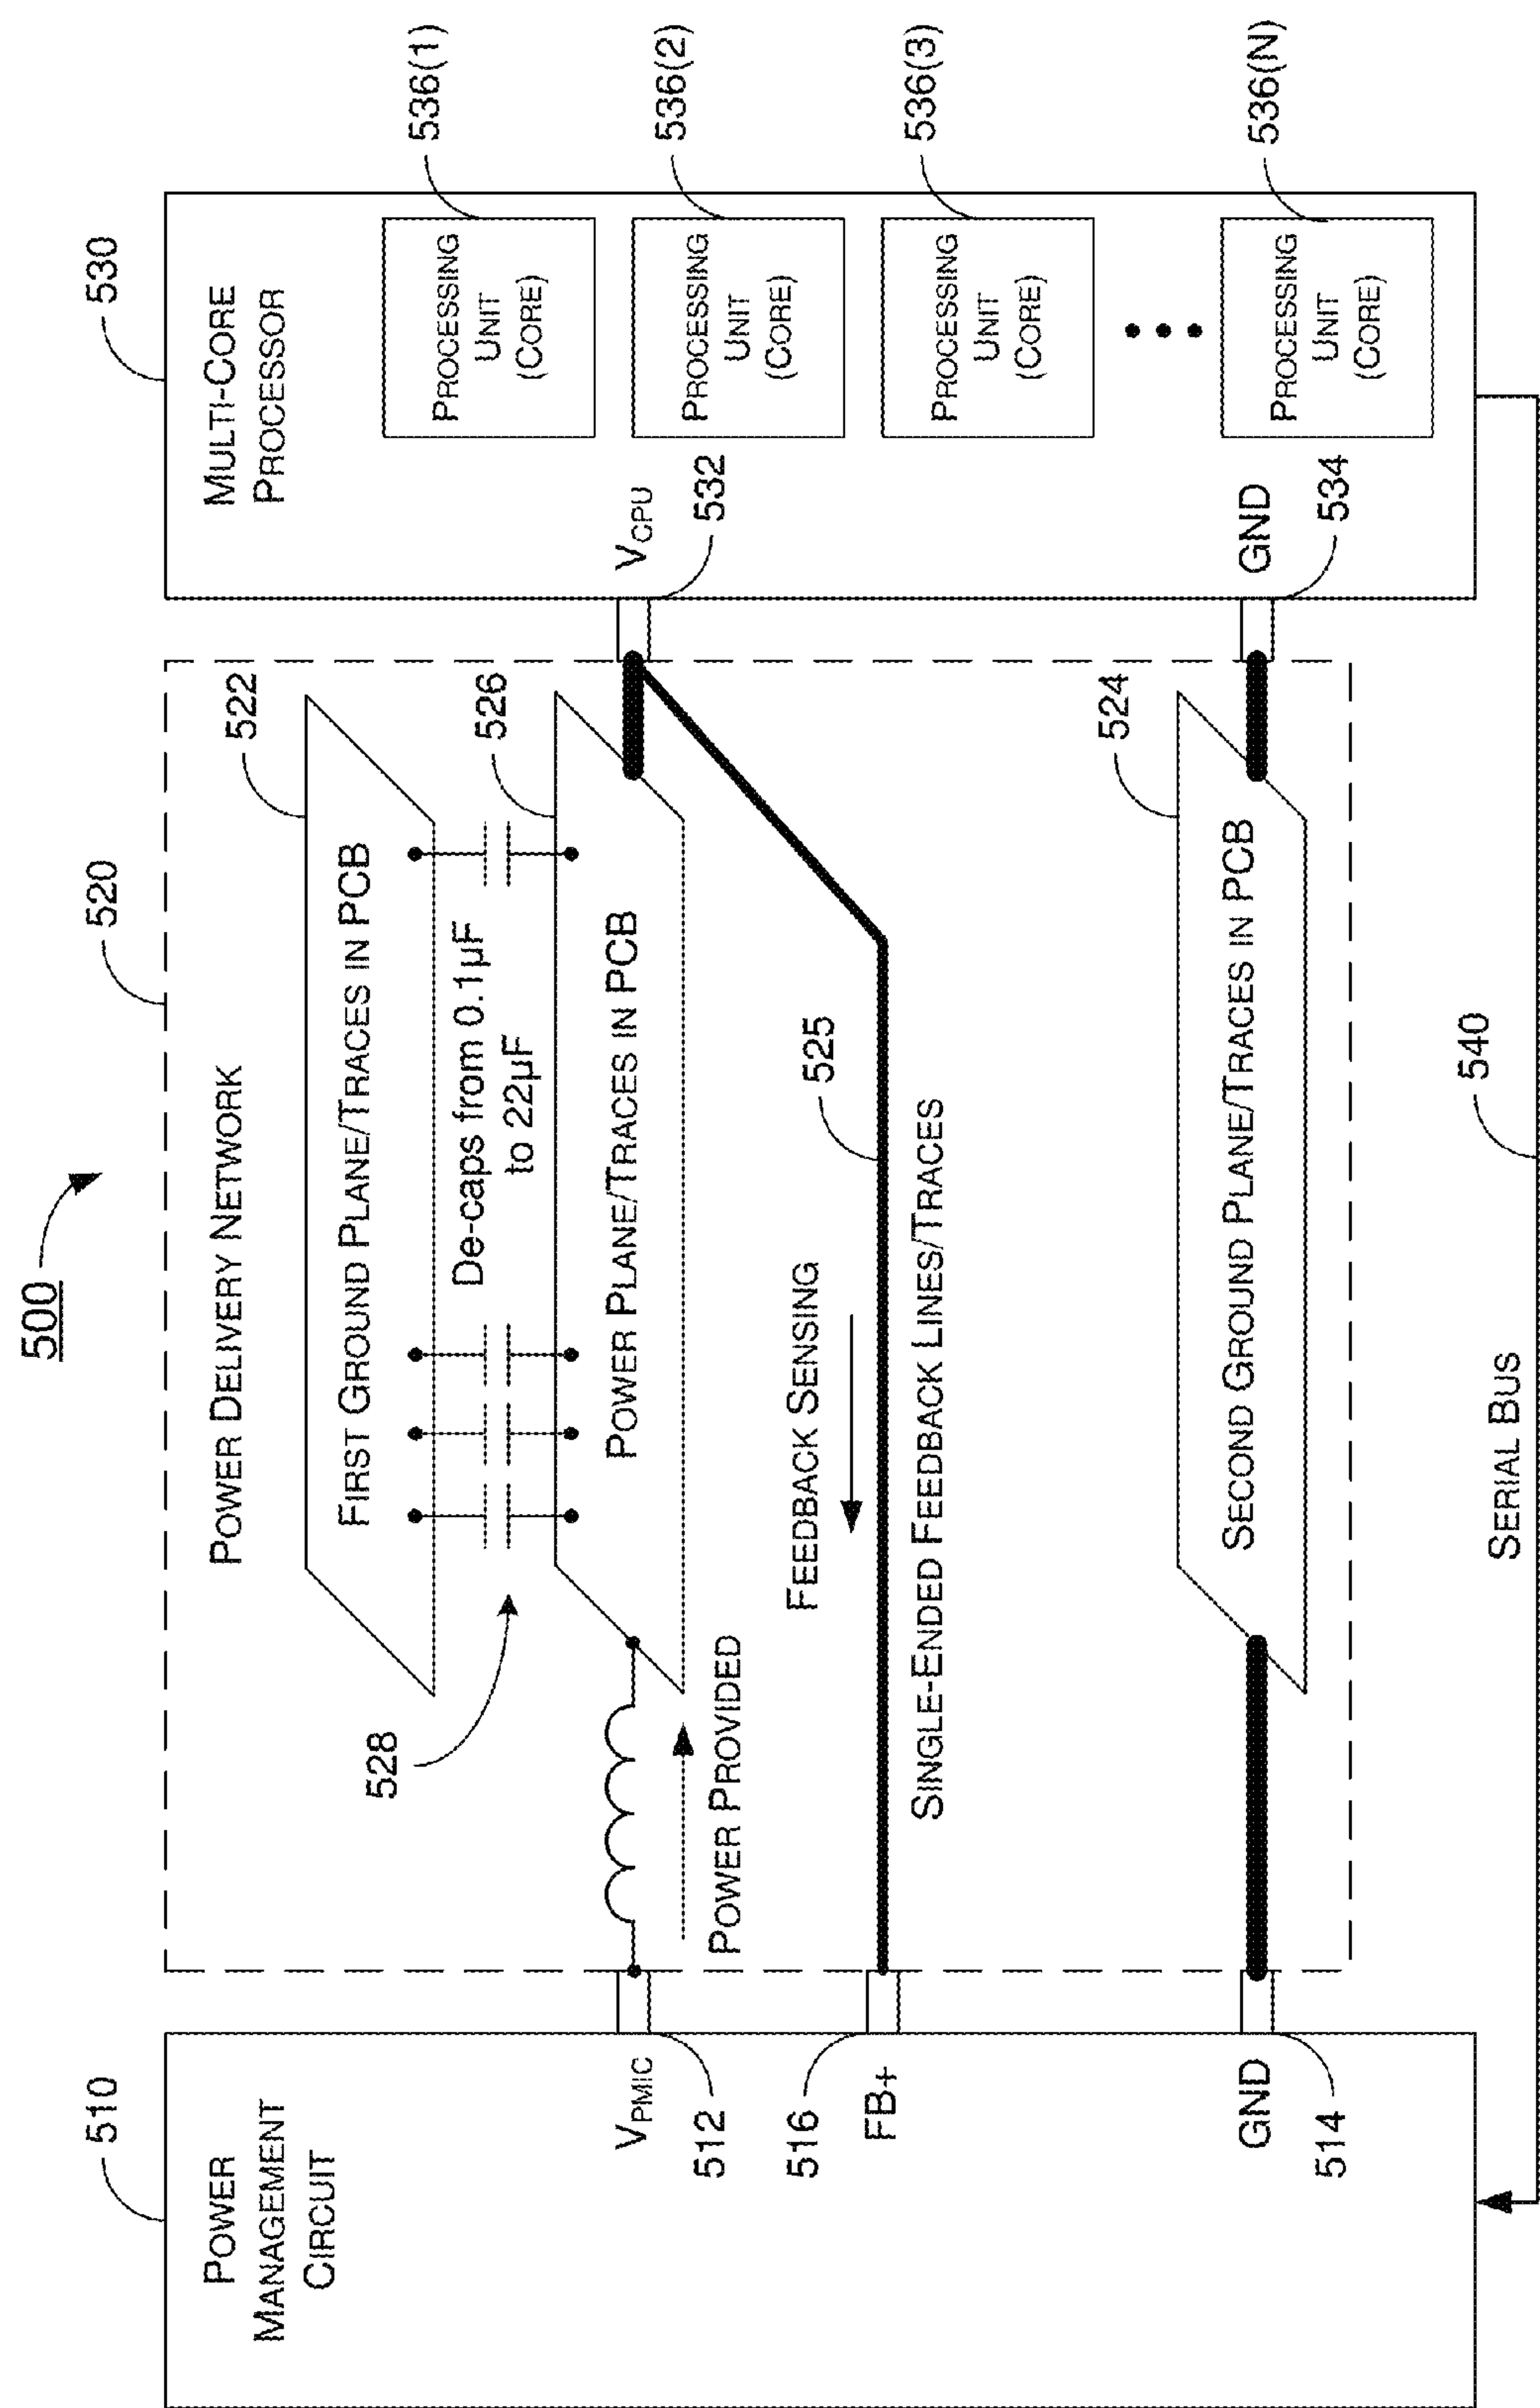 500
510
POWER
MANAGEMENT
CIRCUIT
VPMIC
512
516
FB+
GND
514
520
POWER DELIVERY NETWORK
522
FIRST GROUND PLANE/TRACES IN PCB
De-caps from 0.1µF
to 22µF
528
526
POWER PLANE/TRACES IN PCB
POWER PROVIDED
FEEDBACK SENSING
525
SINGLE-ENDED FEEDBACK LINES/TRACES
524
SECOND GROUND PLANE/TRACES IN PCB
530
MULTI-CORE
PROCESSOR
VCPU
532
GND
534
PROCESSING
UNIT
(CORE)
536(1)
PROCESSING
UNIT
(CORE)
536(2)
PROCESSING
UNIT
(CORE)
536(3)
PROCESSING
UNIT
(CORE)
536(N)
SERIAL BUS
540